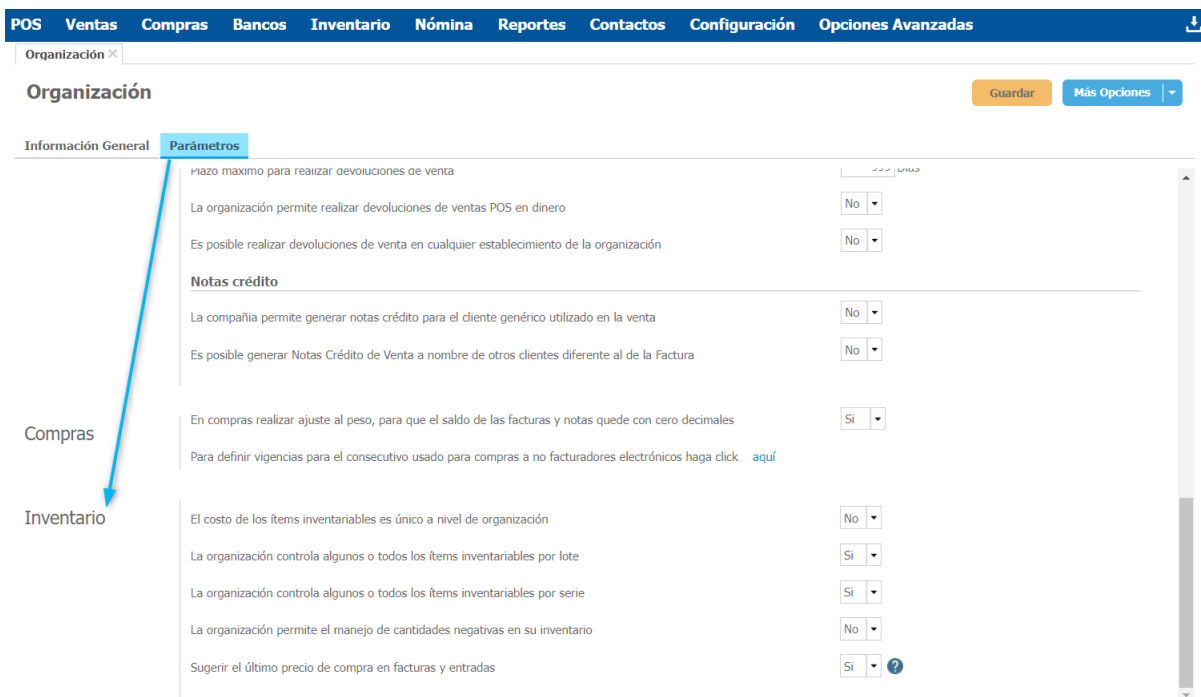 POS Ventas Compras Bancos Inventario Nómina Reportes Contactos Configuración Opciones Avanzadas
Organización
Organización
Guardar Más Opciones
Información General Parámetros
Plazo máximo para realizar devoluciones de venta 999 Dias
La organización permite realizar devoluciones de ventas POS en dinero No
Es posible realizar devoluciones de venta en cualquier establecimiento de la organización No
Notas crédito
La compañia permite generar notas crédito para el cliente genérico utilizado en la venta No
Es posible generar Notas Crédito de Venta a nombre de otros clientes diferente al de la Factura No
Compras
En compras realizar ajuste al peso, para que el saldo de las facturas y notas quede con cero decimales Si
Para definir vigencias para el consecutivo usado para compras a no facturadores electrónicos haga click aquí
Inventario
El costo de los ítems inventariables es único a nivel de organización No
La organización controla algunos o todos los ítems inventariables por lote Si
La organización controla algunos o todos los ítems inventariables por serie Si
La organización permite el manejo de cantidades negativas en su inventario No
Sugerir el último precio de compra en facturas y entradas Si ?